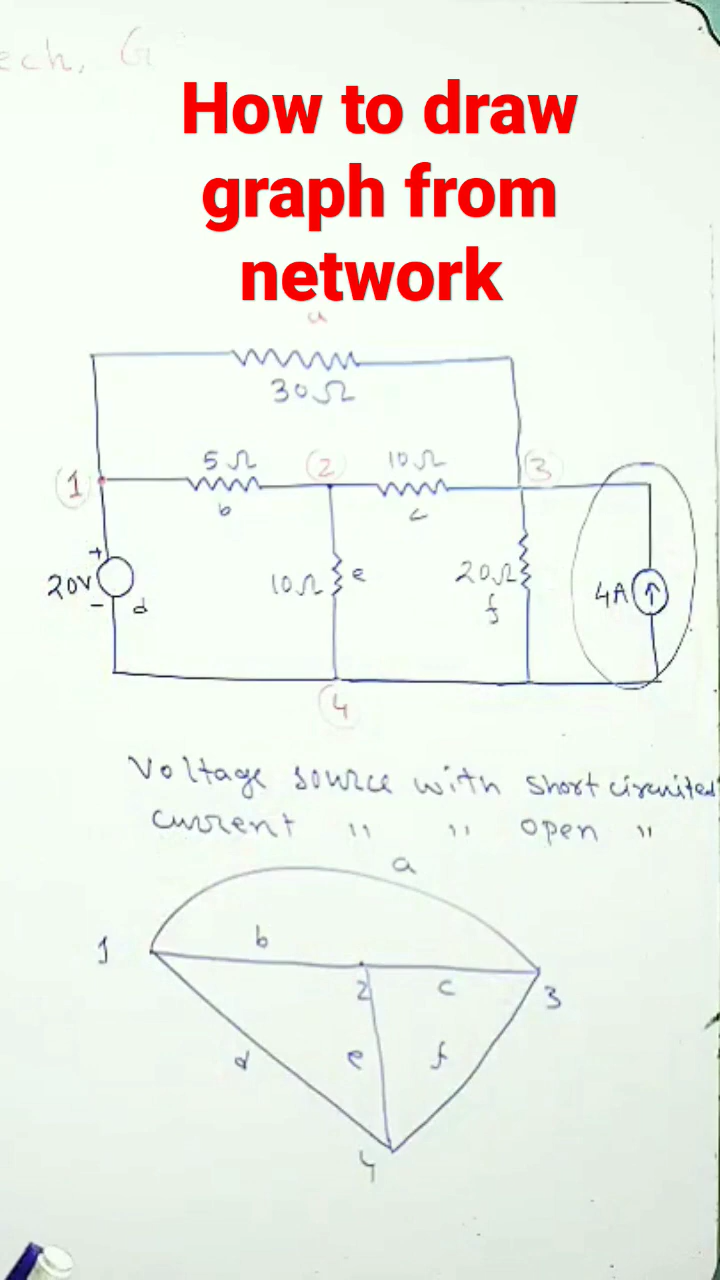 ech, G
How to draw
graph from
network
a
30Ω
5Ω
2
10Ω
3
1
b
c
+
20V
-
d
10Ω
e
20Ω
f
4A
↑
4
Voltage source with short circuited
current " " open "
a
b
1
2
c
3
d
e
f
4